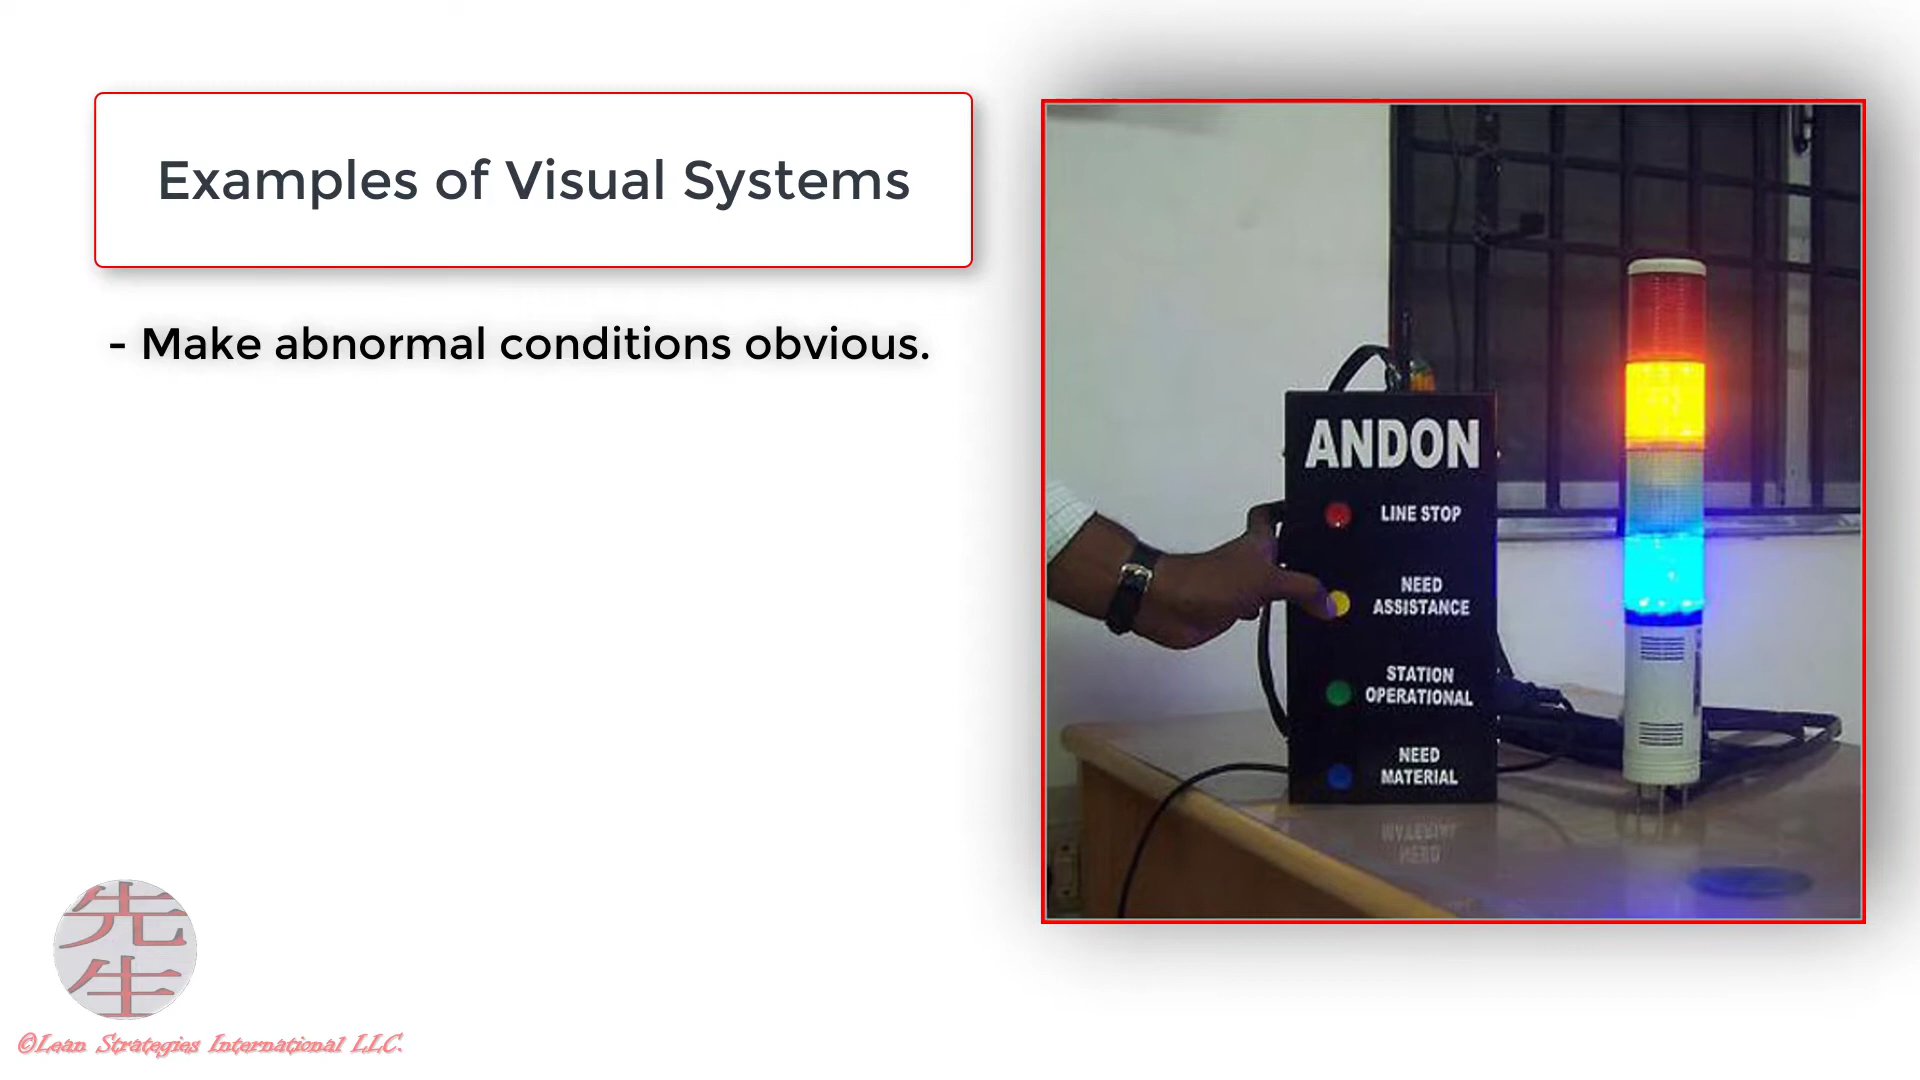 Examples of Visual Systems
- Make abnormal conditions obvious.
ANDON
LINE STOP
NEED
ASSISTANCE
STATION
OPERATIONAL
NEED
MATERIAL
先
生
©Lean Strategies International LLC.